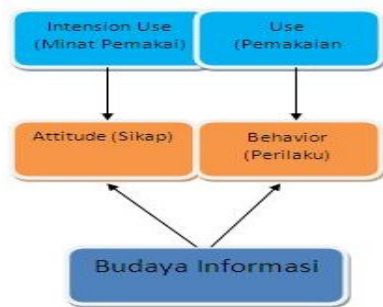 Intension Use
(Minat Pemakai)
Use
(Pemakaian
Attitude (Sikap)
Behavior
(Perilaku)
Budaya Informasi